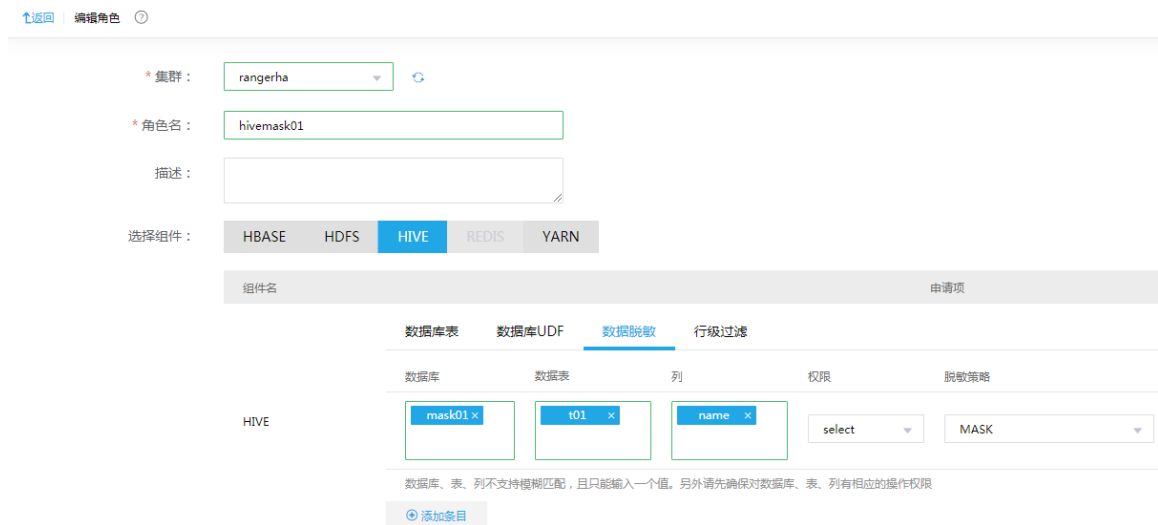 返回 编辑角色 ?
* 集群： rangerha
* 角色名： hivemask01
描述：
选择组件： HBASE HDFS HIVE REDIS YARN
组件名 申请项
数据库表 数据库UDF 数据脱敏 行级过滤
数据库 数据表 列 权限 脱敏策略
HIVE mask01 × t01 × name × select MASK
数据库、表、列不支持模糊匹配，且只能输入一个值。另外请先确保对数据库、表、列有相应的操作权限
添加条目